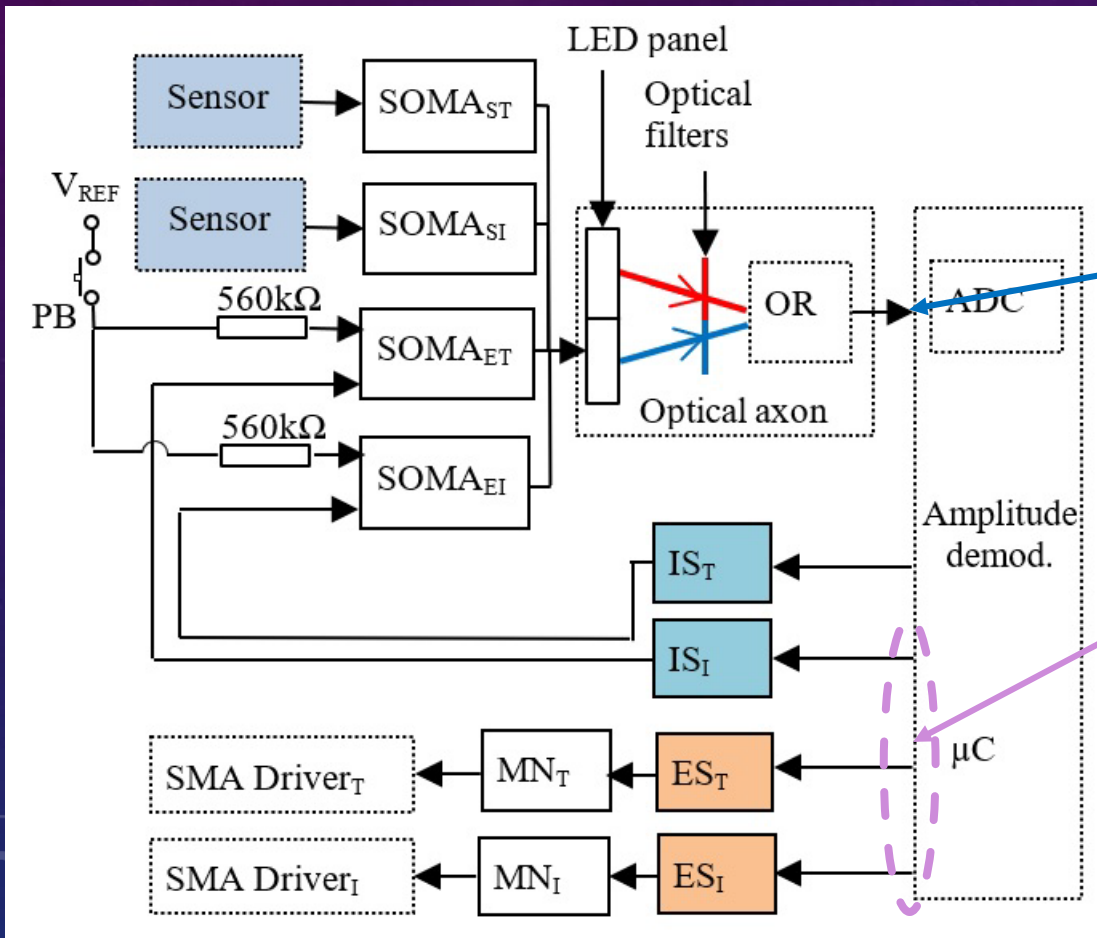 LED panel
Optical
filters
Sensor
SOMA_ST
V_REF
Sensor
SOMA_SI
PB
560kΩ
SOMA_ET
OR
ADC
Optical axon
560kΩ
SOMA_EI
Amplitude
demod.
IS_T
IS_I
µC
SMA Driver_T
MN_T
ES_T
SMA Driver_I
MN_I
ES_I